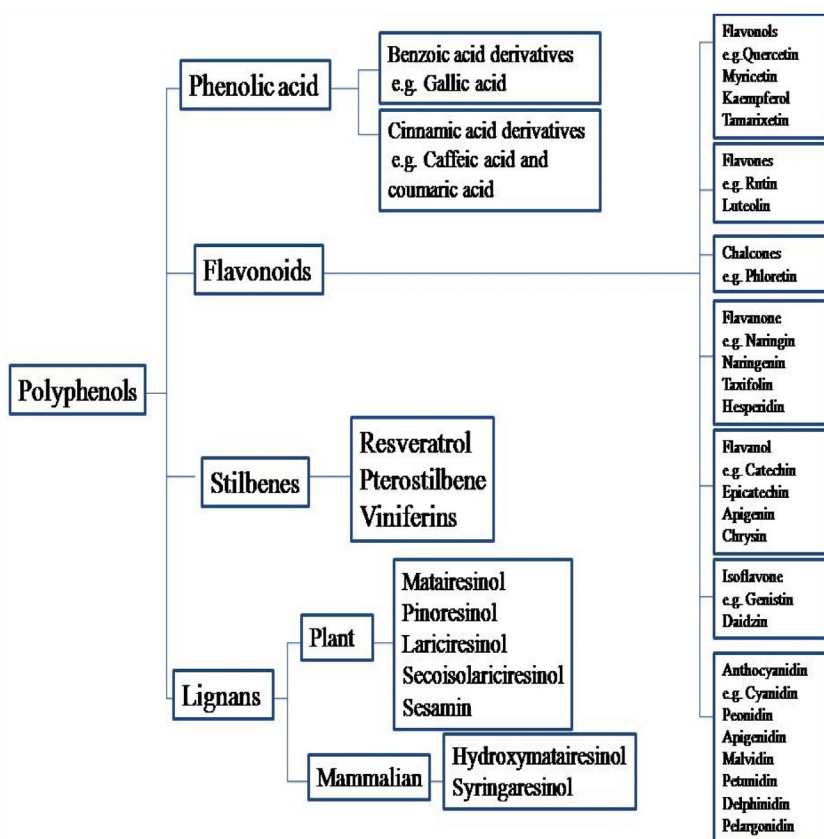 Polyphenols
Phenolic acid
Benzoic acid derivatives
e.g. Gallic acid
Cinnamic acid derivatives
e.g. Caffeic acid and
coumaric acid
Flavonoids
Flavonols
e.g.Quercetin
Myricetin
Kaempferol
Tamarixetin
Flavones
e.g. Rutin
Luteolin
Chalcones
e.g. Phloretin
Flavanone
e.g. Naringin
Naringenin
Taxifolin
Hesperidin
Flavanol
e.g. Catechin
Epicatechin
Apigenin
Chrysin
Isoflavone
e.g. Genistin
Daidzin
Anthocyanidin
e.g. Cyanidin
Peonidin
Apigenidin
Malvidin
Petunidin
Delphinidin
Pelargonidin
Stilbenes
Resveratrol
Pterostilbene
Viniferins
Lignans
Plant
Matairesinol
Pinoresinol
Lariciresinol
Secoisolariciresinol
Sesamin
Mammalian
Hydroxymatairesinol
Syringaresinol